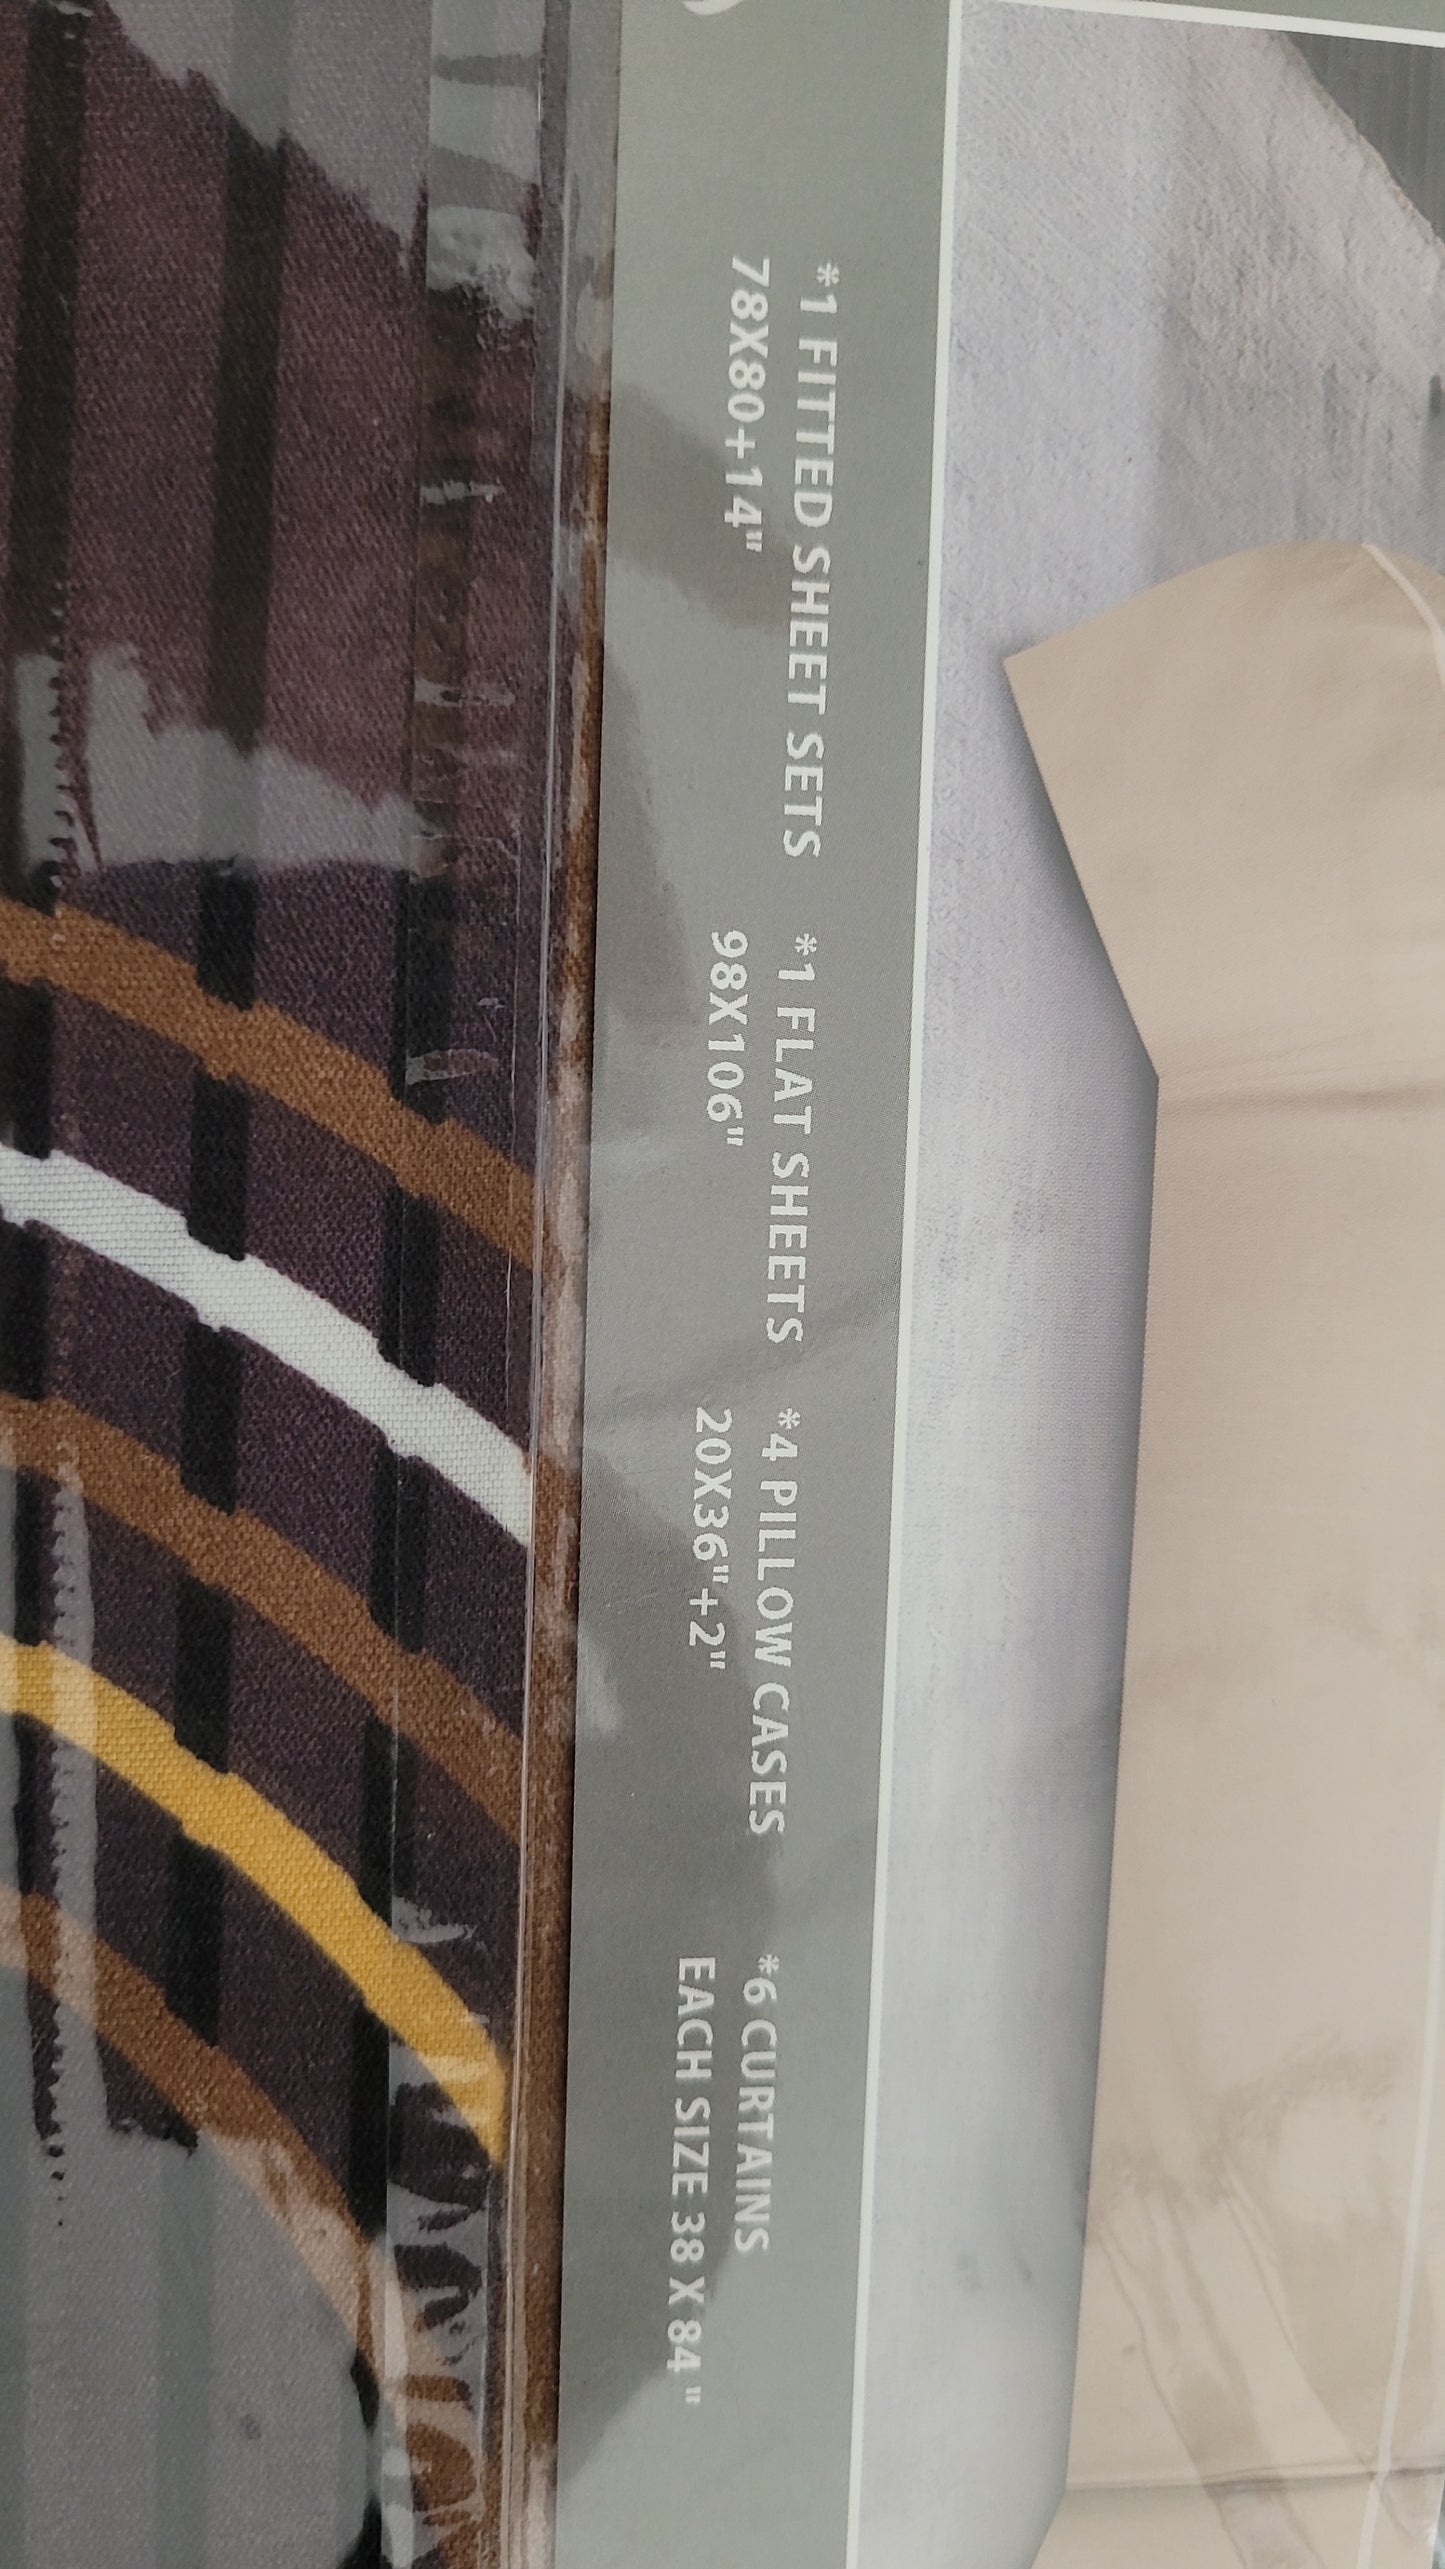 *1 FITTED SHEET SETS
78X80+14"
*1 FLAT SHEETS
98X106"
*4 PILLOW CASES
20X36"+2"
*6 CURTAINS
EACH SIZE 38 X 84 "